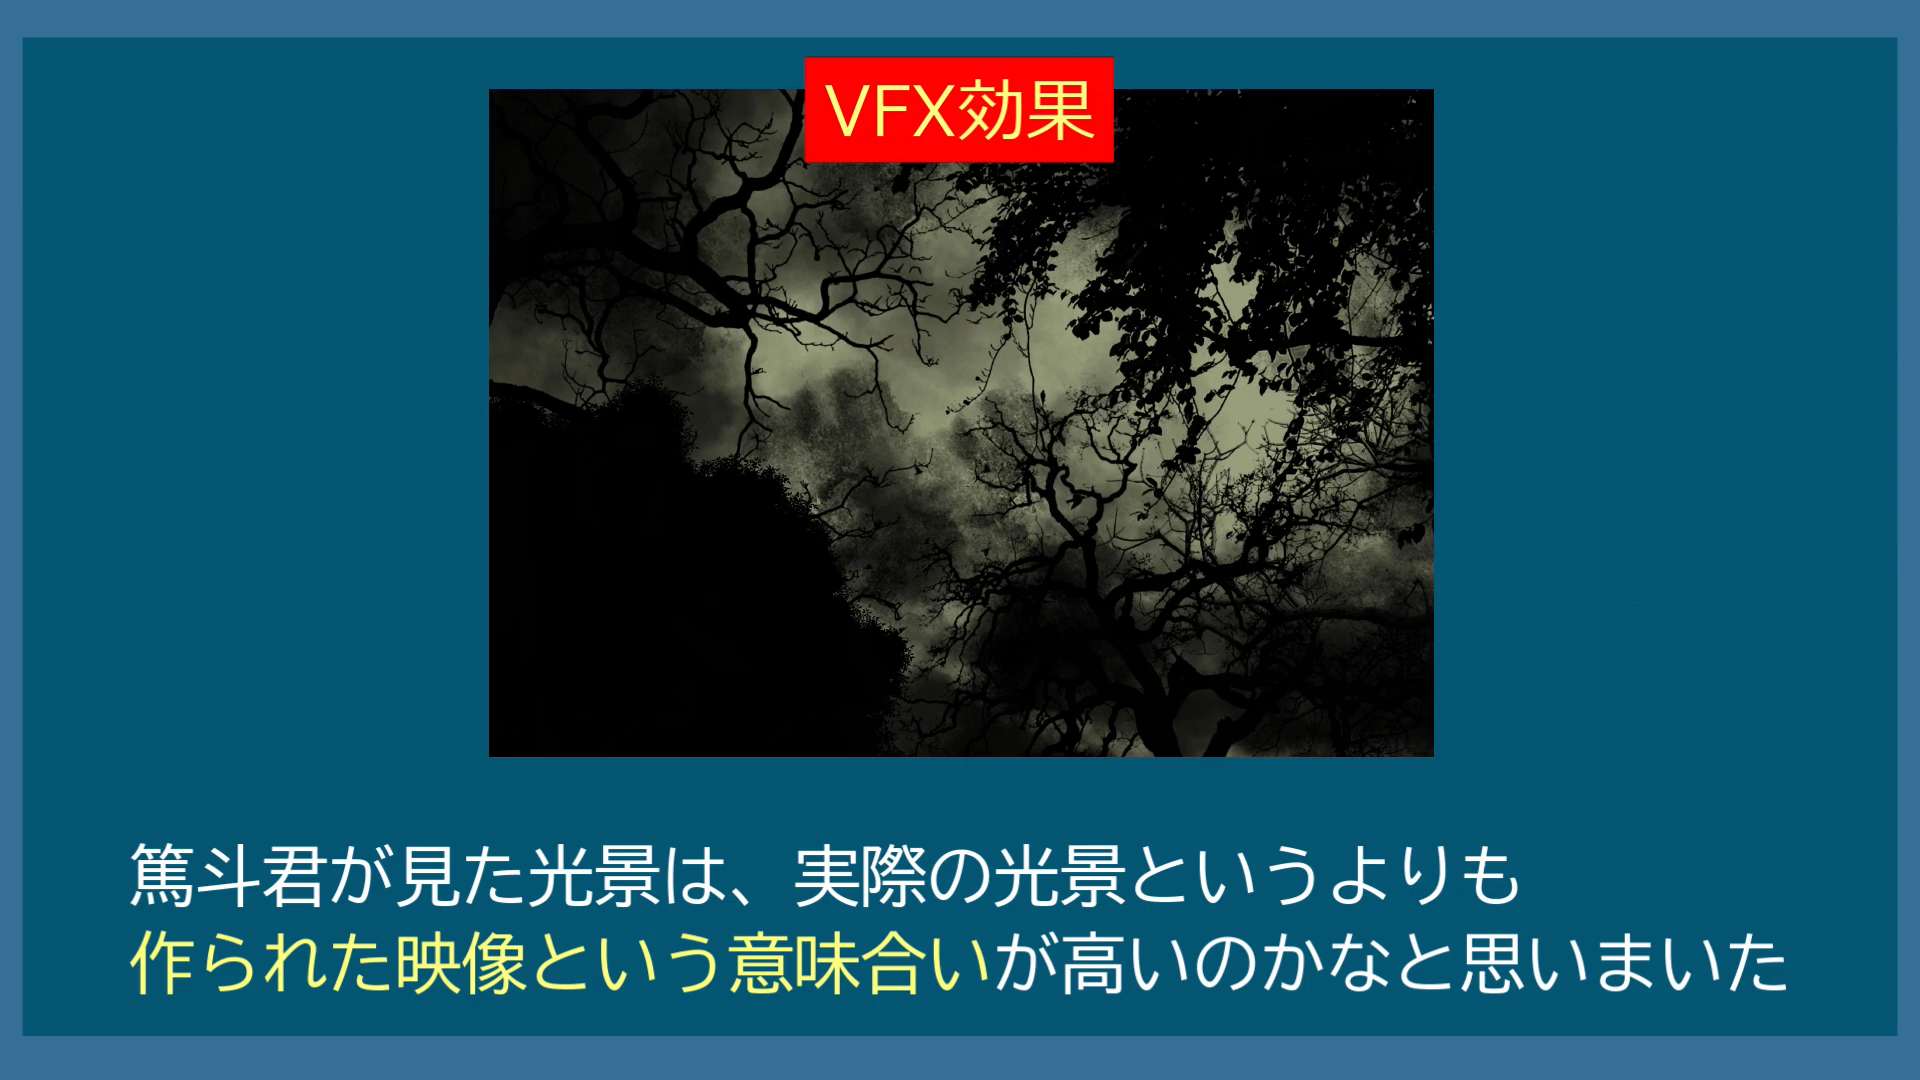 VFX効果
篤斗君が見た光景は、実際の光景というよりも
作られた映像という意味合いが高いのかなと思いまいた